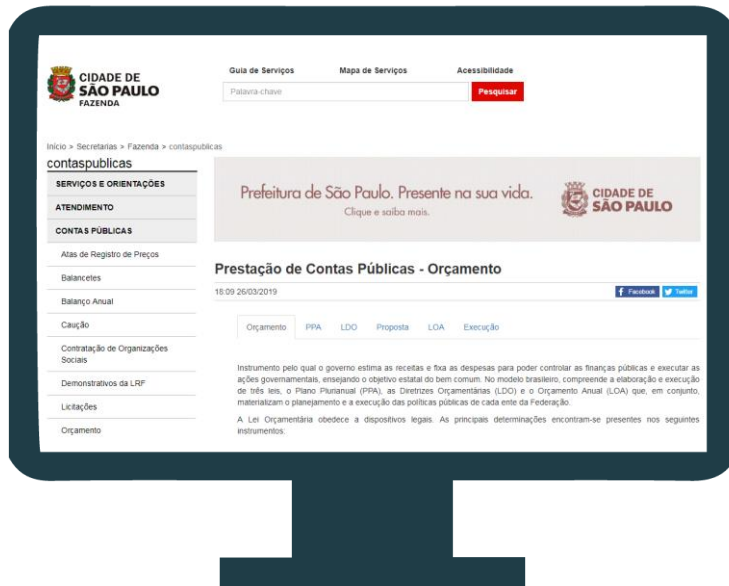 CIDADE DE
SÃO PAULO
FAZENDA
Guia de Serviços
Mapa de Serviços
Acessibilidade
Palavra-chave
Pesquisar
Início > Secretarias > Fazenda > contaspublicas
contaspublicas
SERVIÇOS E ORIENTAÇÕES
ATENDIMENTO
CONTAS PÚBLICAS
Atas de Registro de Preços
Balancetes
Balanço Anual
Caução
Contratação de Organizações
Sociais
Demonstrativos da LRF
Licitações
Orçamento
Prefeitura de São Paulo. Presente na sua vida.
Clique e saiba mais.
CIDADE DE
SÃO PAULO
Prestação de Contas Públicas - Orçamento
18:09 26/03/2019
Facebook
Twitter
Orçamento
PPA
LDO
Proposta
LOA
Execução
Instrumento pelo qual o governo estima as receitas e fixa as despesas para poder controlar as finanças públicas e executar as
ações governamentais, ensejando o objetivo estatal do bem comum. No modelo brasileiro, compreende a elaboração e execução
de três leis, o Plano Plurianual (PPA), as Diretrizes Orçamentárias (LDO) e o Orçamento Anual (LOA) que, em conjunto,
materializam o planejamento e a execução das políticas públicas de cada ente da Federação.
A Lei Orçamentária obedece a dispositivos legais. As principais determinações encontram-se presentes nos seguintes
instrumentos: